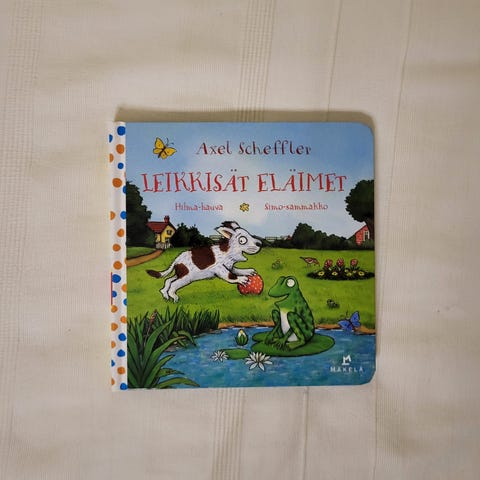 Axel Scheffler
LEIKKISÄT ELÄIMET
Hilma-hauva Simo-sammakko
MÄKELÄ